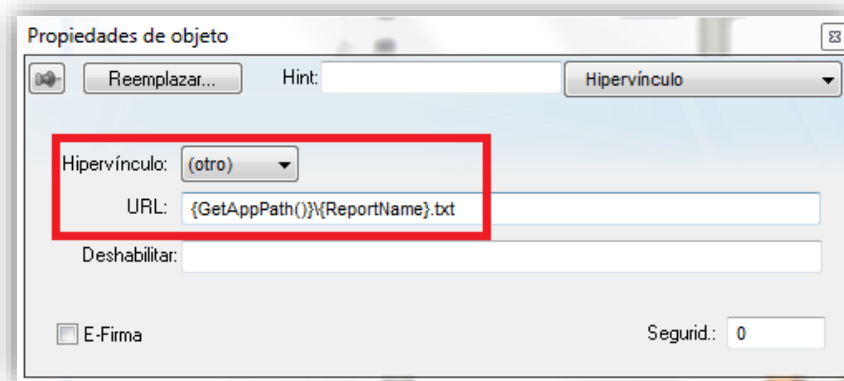 Propiedades de objeto
Reemplazar... Hint: Hipervínculo
Hipervínculo: (otro)
URL: {GetAppPath()}\{ReportName}.txt
Deshabilitar:
E-Firma Segurid.: 0